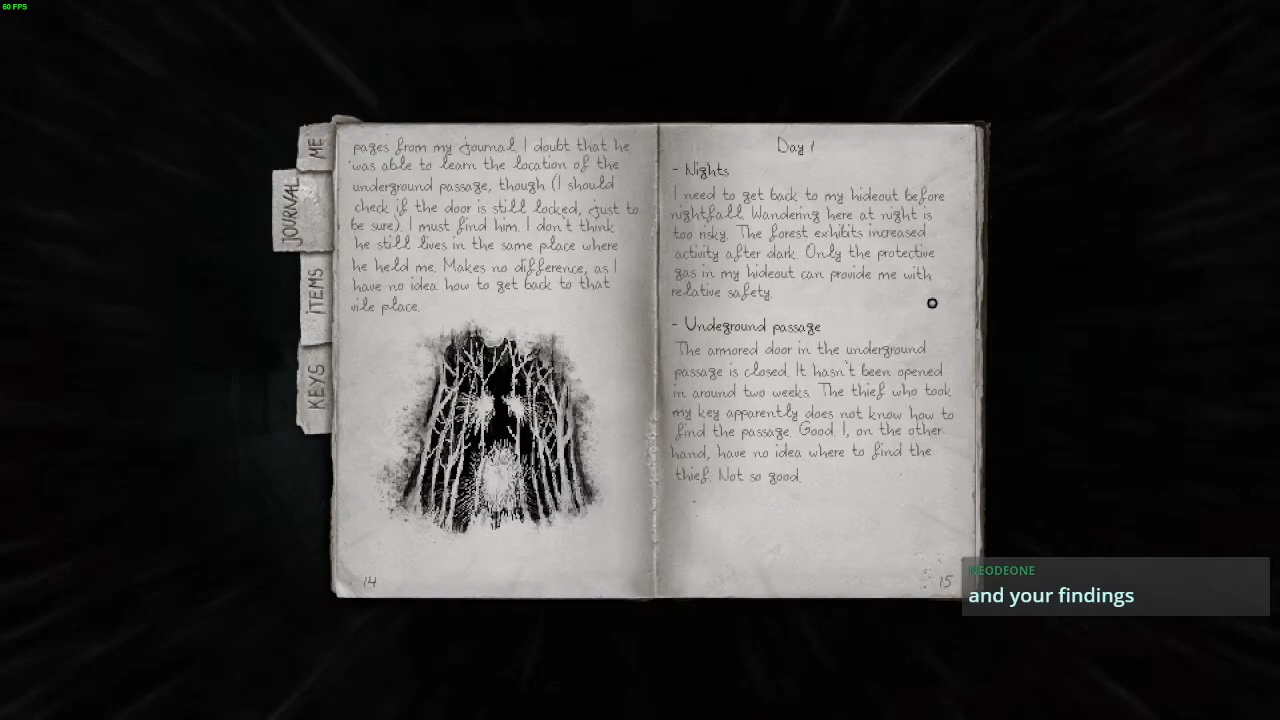 60 FPS
ME
JOURNAL
ITEMS
KEYS
pages from my journal. I doubt that he
was able to learn the location of the
underground passage, though (I should
check if the door is still locked, just to
be sure). I must find him. I don't think
he still lives in the same place where
he held me. Makes no difference, as I
have no idea how to get back to that
vile place.
14
Day 1
- Nights
I need to get back to my hideout before
nightfall. Wandering here at night is
too risky. The forest exhibits increased
activity after dark. Only the protective
gas in my hideout can provide me with
relative safety.
- Undeground passage
The armored door in the underground
passage is closed. It hasn't been opened
in around two weeks. The thief who took
my key apparently does not know how to
find the passage. Good. I, on the other
hand, have no idea where to find the
thief. Not so good.
15
NEODEONE
and your findings